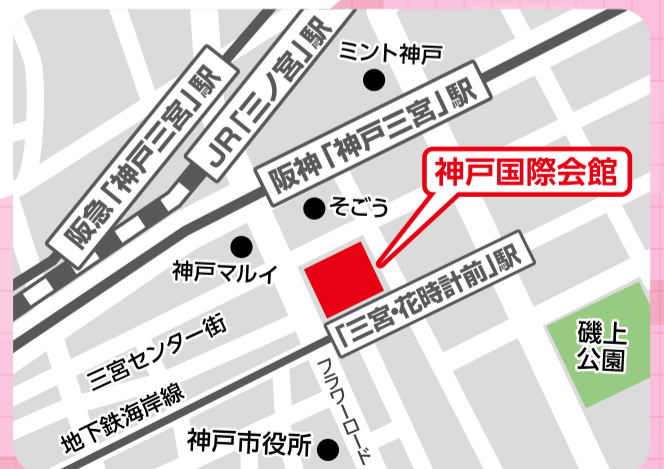 ミント神戸
阪急「神戸三宮」駅
JR「三ノ宮」駅
阪神「神戸三宮」駅
神戸国際会館
そごう
神戸マルイ
「三宮・花時計前」駅
三宮センター街
地下鉄海岸線
フラワーロード
磯上
公園
神戸市役所